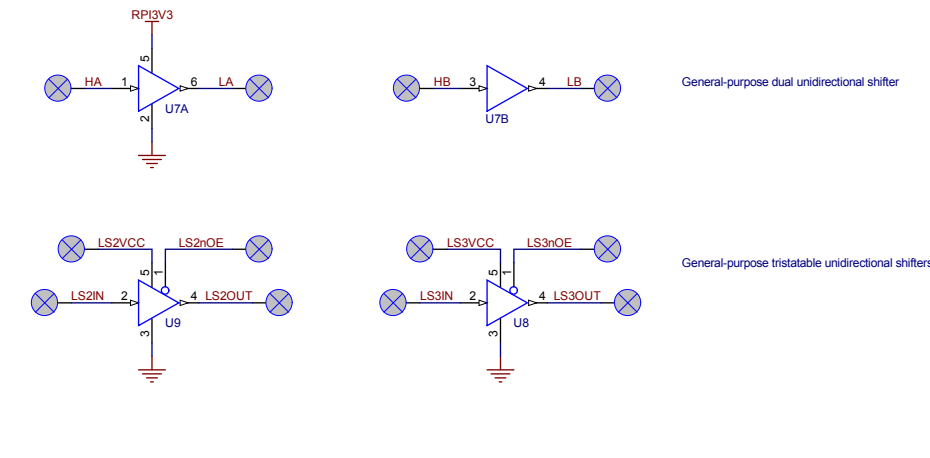 RPI3V3
5
HA 1 6 LA
2
U7A
HB 3 4 LB
U7B
General-purpose dual unidirectional shifter
LS2VCC LS2nOE
5 1
LS2IN 2 4 LS2OUT
3
U9
LS3VCC LS3nOE
5 1
LS3IN 2 4 LS3OUT
3
U8
General-purpose tristatable unidirectional shifters